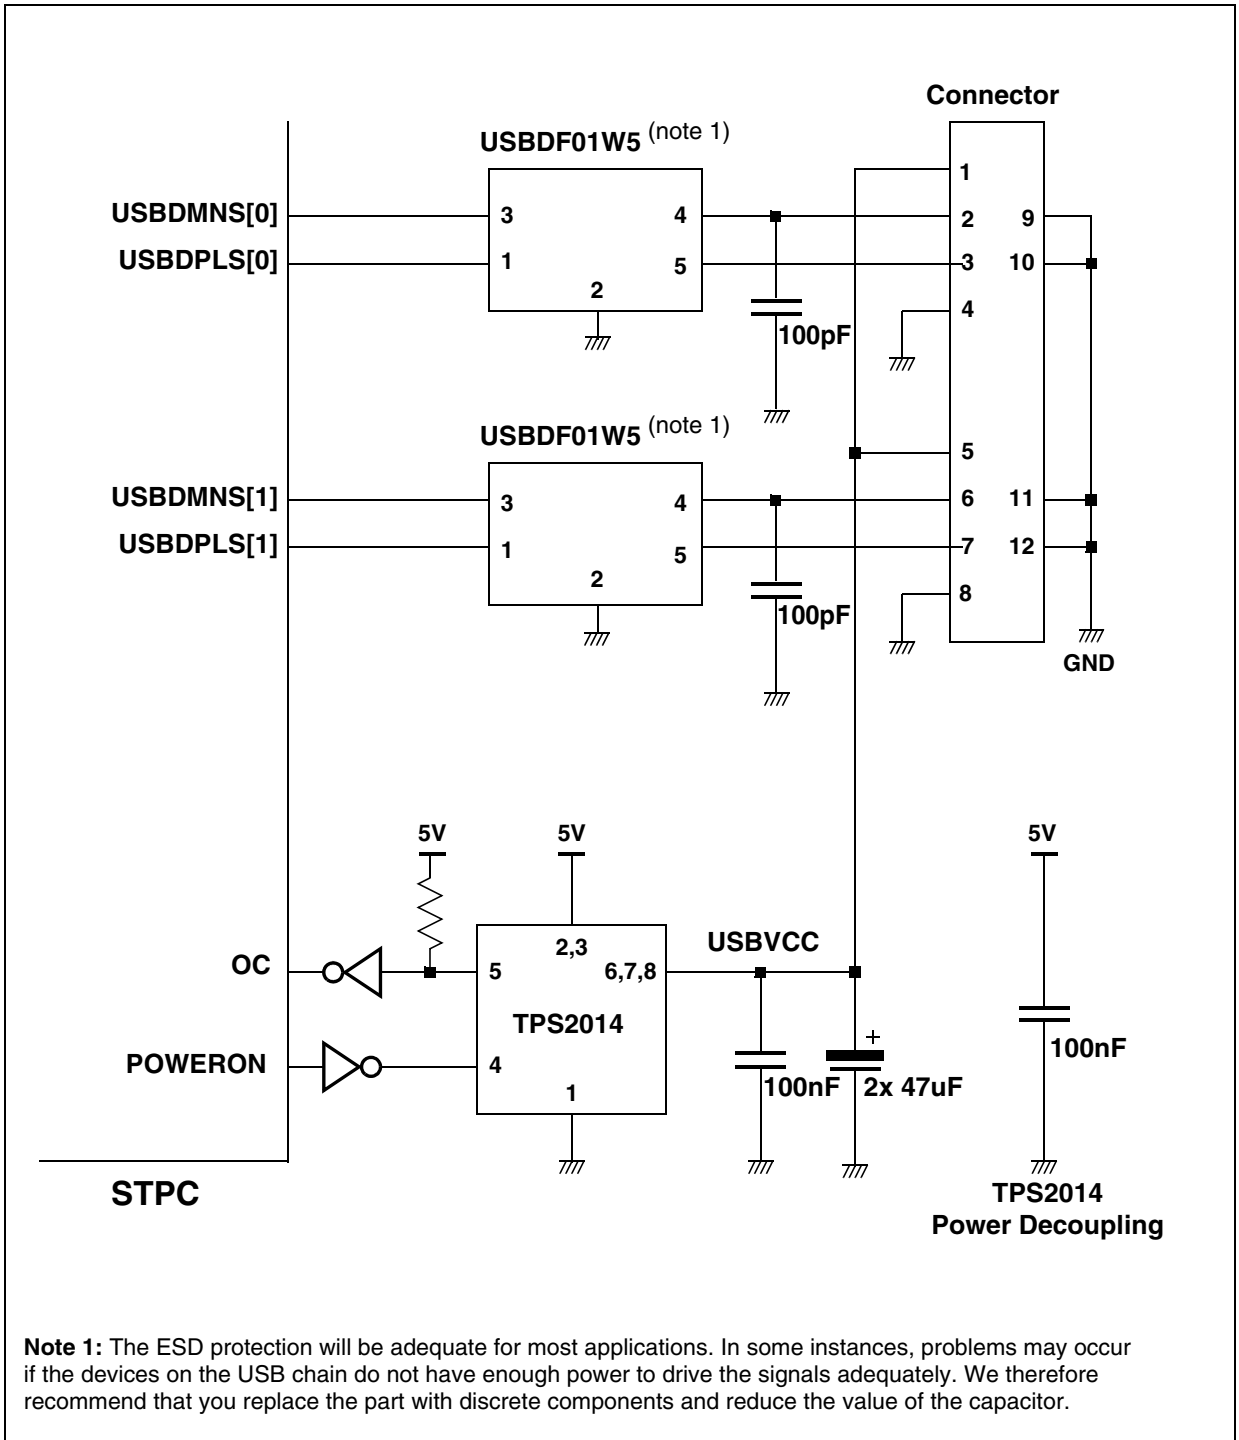 Connector
USBDF01W5 (note 1)
1
USBDMNS[0] 3 4 2 9
USBDPLS[0] 1 5 3 10
2
4
100pF
USBDF01W5 (note 1)
5
USBDMNS[1] 3 4 6 11
USBDPLS[1] 1 5 7 12
2
8
100pF
GND
5V 5V 5V
USBVCC
2,3
OC 5 6,7,8
TPS2014
+
100nF
POWERON 4
100nF 2x 47uF
1
STPC
TPS2014
Power Decoupling
Note 1: The ESD protection will be adequate for most applications. In some instances, problems may occur
if the devices on the USB chain do not have enough power to drive the signals adequately. We therefore
recommend that you replace the part with discrete components and reduce the value of the capacitor.